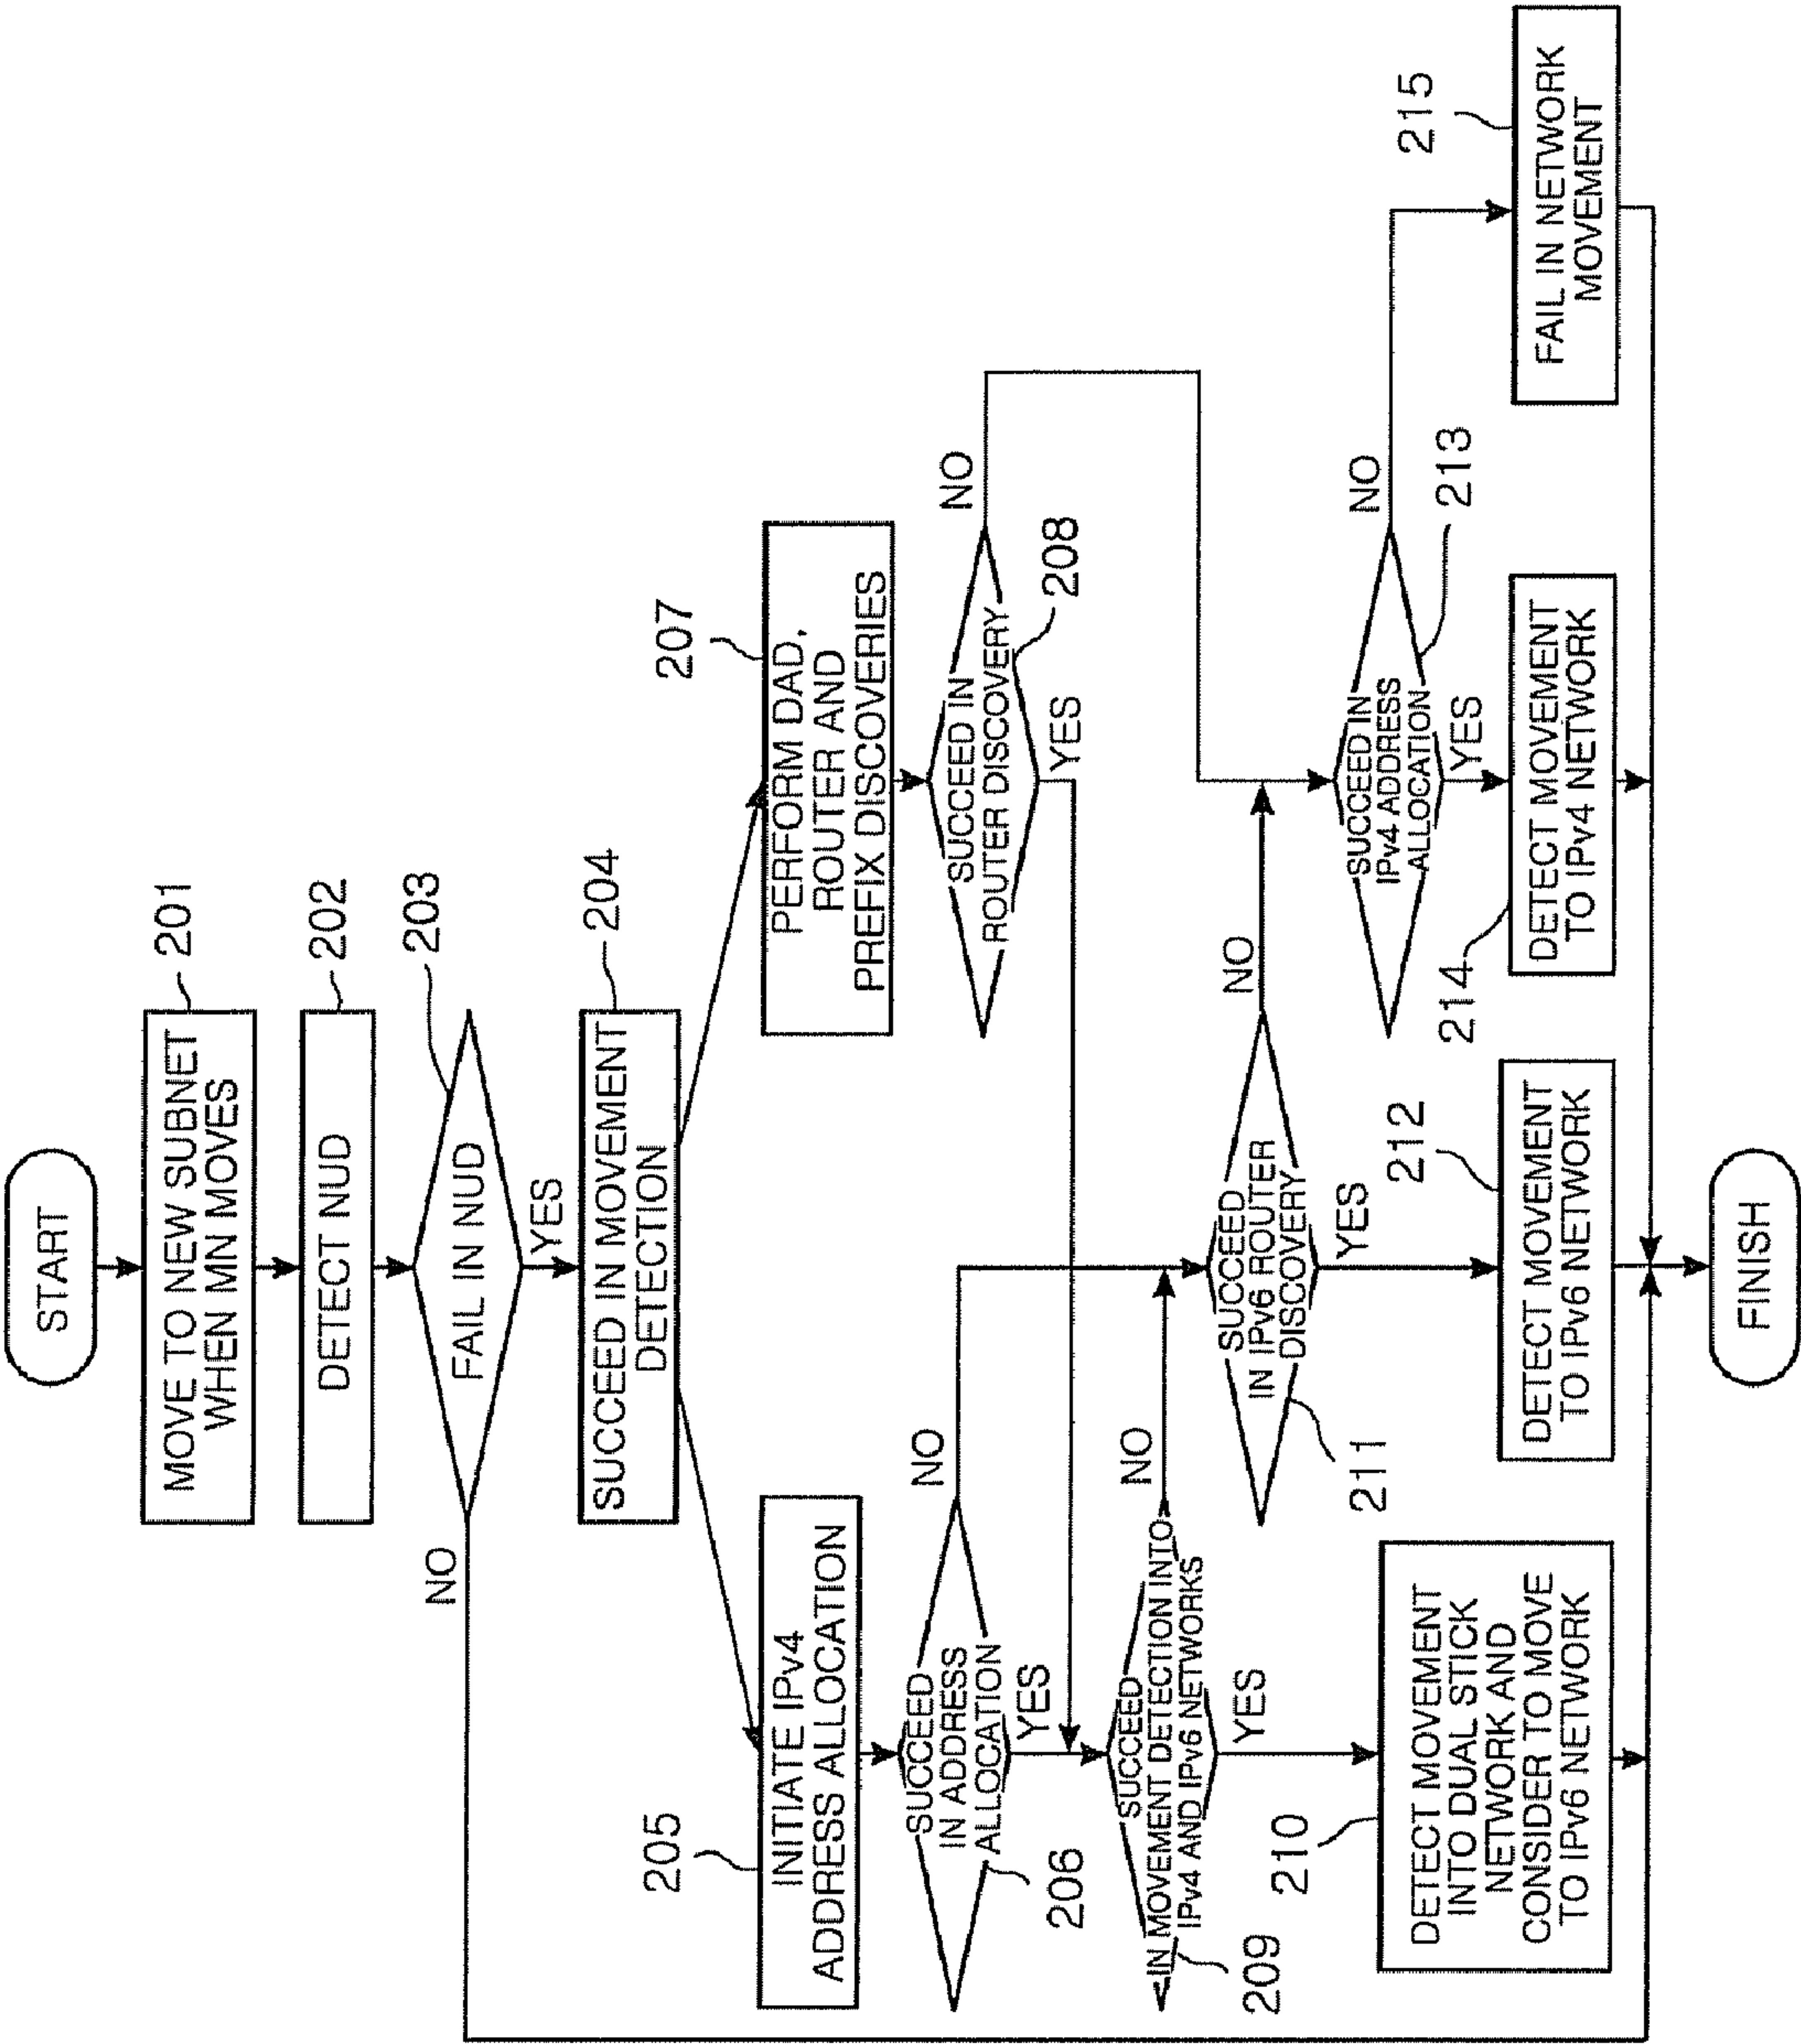 START
MOVE TO NEW SUBNET
WHEN MN MOVES
201
DETECT NUD
202
FAIL IN NUD
203
NO
YES
SUCCEED IN MOVEMENT
DETECTION
204
205
INITIATE IPv4
ADDRESS ALLOCATION
207
PERFORM DAD,
ROUTER AND
PREFIX DISCOVERIES
SUCCEED
IN ADDRESS
ALLOCATION
206
NO
YES
SUCCEED IN
ROUTER DISCOVERY
208
NO
YES
SUCCEED
IN MOVEMENT DETECTION INTO
IPv4 AND IPv6 NETWORKS
209
NO
YES
SUCCEED
IN IPv6 ROUTER
DISCOVERY
211
NO
YES
SUCCEED IN
IPv4 ADDRESS
ALLOCATION
213
NO
YES
210
DETECT MOVEMENT
INTO DUAL STICK
NETWORK AND
CONSIDER TO MOVE
TO IPv6 NETWORK
212
DETECT MOVEMENT
TO IPv6 NETWORK
214
DETECT MOVEMENT
TO IPv4 NETWORK
215
FAIL IN NETWORK
MOVEMENT
FINISH